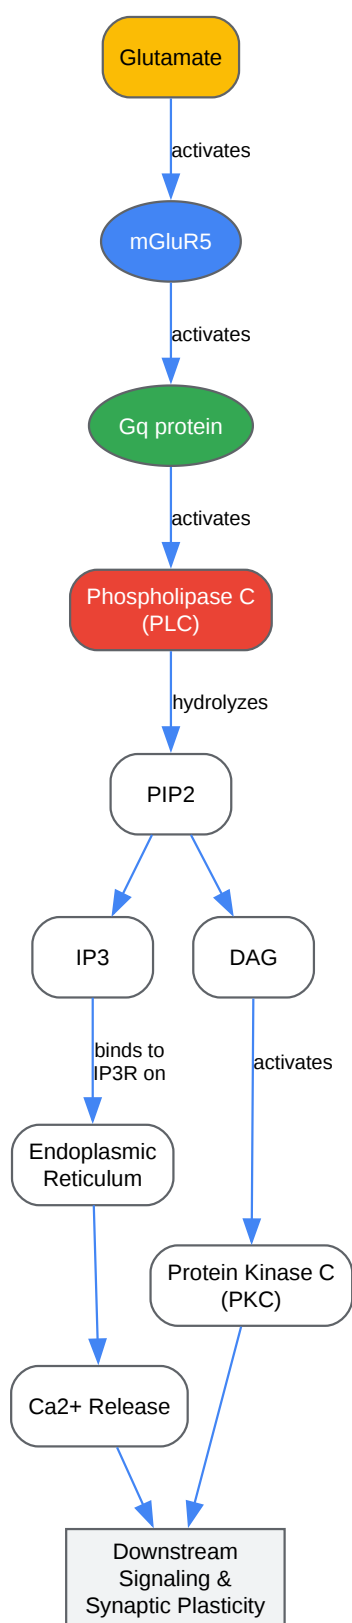 Glutamate
activates
mGluR5
activates
Gq protein
activates
Phospholipase C
(PLC)
hydrolyzes
PIP2
IP3
DAG
binds to
IP3R on
activates
Endoplasmic
Reticulum
Protein Kinase C
(PKC)
Ca2+ Release
Downstream
Signaling &
Synaptic Plasticity